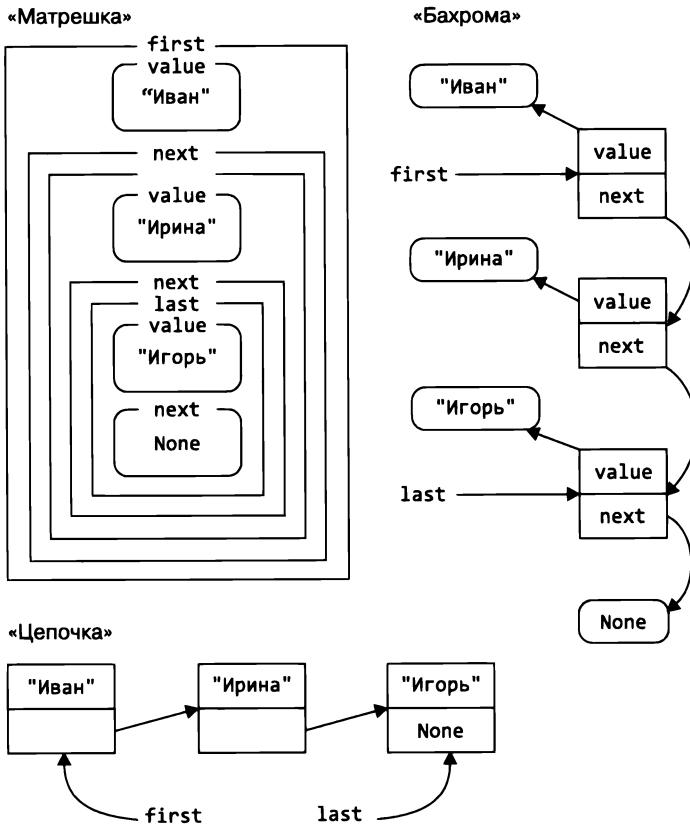 «Матрешка»
first
value
“Иван"
next
value
"Ирина"
next
last
value
"Игорь"
next
None
«Бахрома»
"Иван"
value
first
next
"Ирина"
value
next
"Игорь"
value
last
next
None
«Цепочка»
"Иван"
"Ирина"
"Игорь"
None
first
last